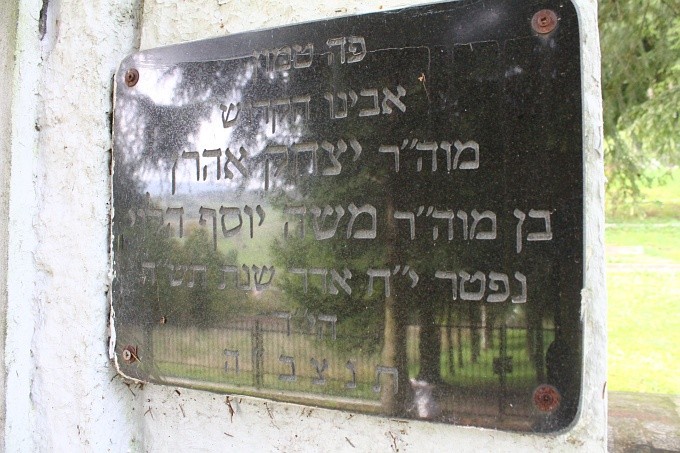 פה טמון
אבינו הקדוש
מוה"ר יצחק אהרן
בן מוה"ר משה יוסף הלוי
נפטר י"ח אדר שנת תש"ה
הי"ד
ת נ צ ב " ה